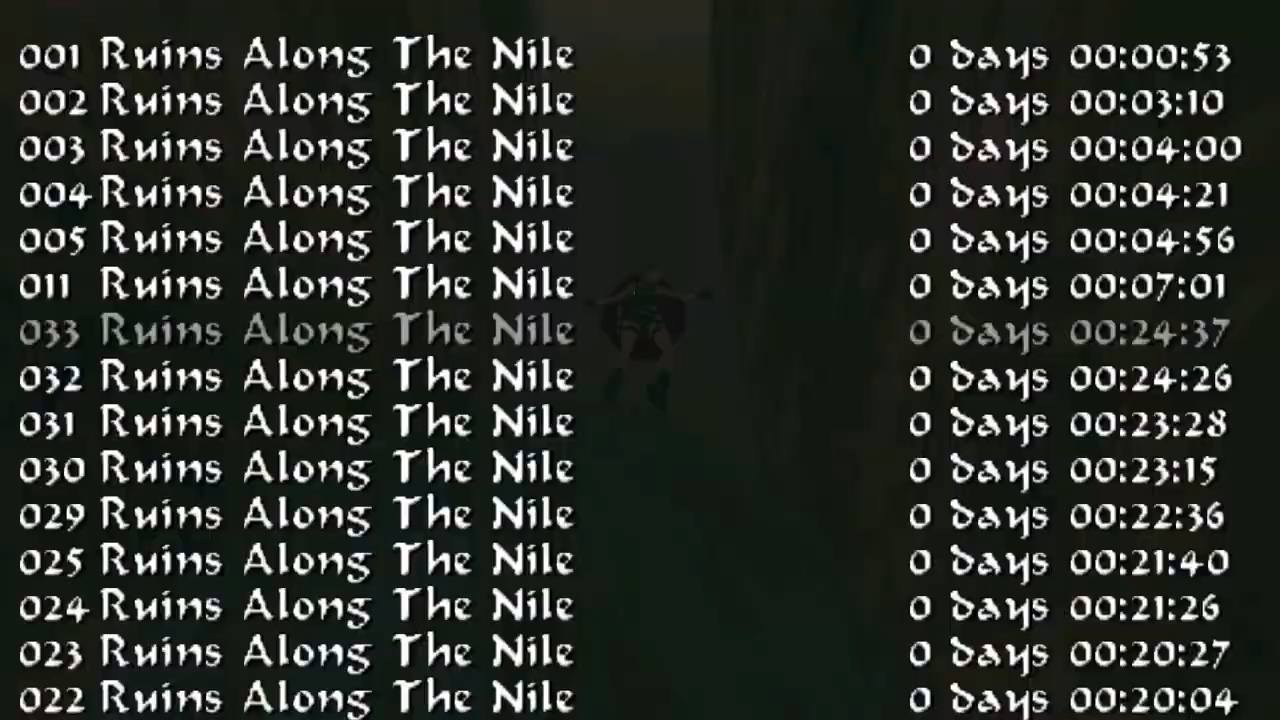 001 Ruins Along The Nile 0 days 00:00:53
002 Ruins Along The Nile 0 days 00:03:10
003 Ruins Along The Nile 0 days 00:04:00
004 Ruins Along The Nile 0 days 00:04:21
005 Ruins Along The Nile 0 days 00:04:56
011 Ruins Along The Nile 0 days 00:07:01
033 Ruins Along The Nile 0 days 00:24:37
032 Ruins Along The Nile 0 days 00:24:26
031 Ruins Along The Nile 0 days 00:23:28
030 Ruins Along The Nile 0 days 00:23:15
029 Ruins Along The Nile 0 days 00:22:36
025 Ruins Along The Nile 0 days 00:21:40
024 Ruins Along The Nile 0 days 00:21:26
023 Ruins Along The Nile 0 days 00:20:27
022 Ruins Along The Nile 0 days 00:20:04